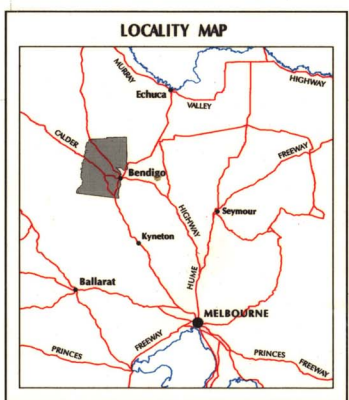 LOCALITY MAP
MURRAY
HIGHWAY
Echuca
VALLEY
CALDER
FREEWAY
Bendigo
HIGHWAY
Seymour
Kyneton
HUME
Ballarat
MELBOURNE
FREEWAY
PRINCES
PRINCES
FREEWAY